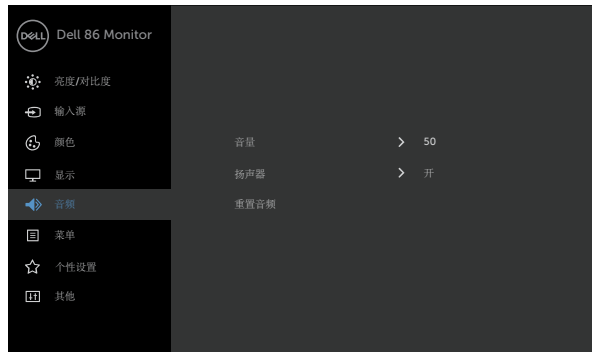 DELL Dell 86 Monitor
亮度/对比度
输入源
颜色
音量 50
显示
扬声器 开
音频
重置音频
菜单
个性设置
其他